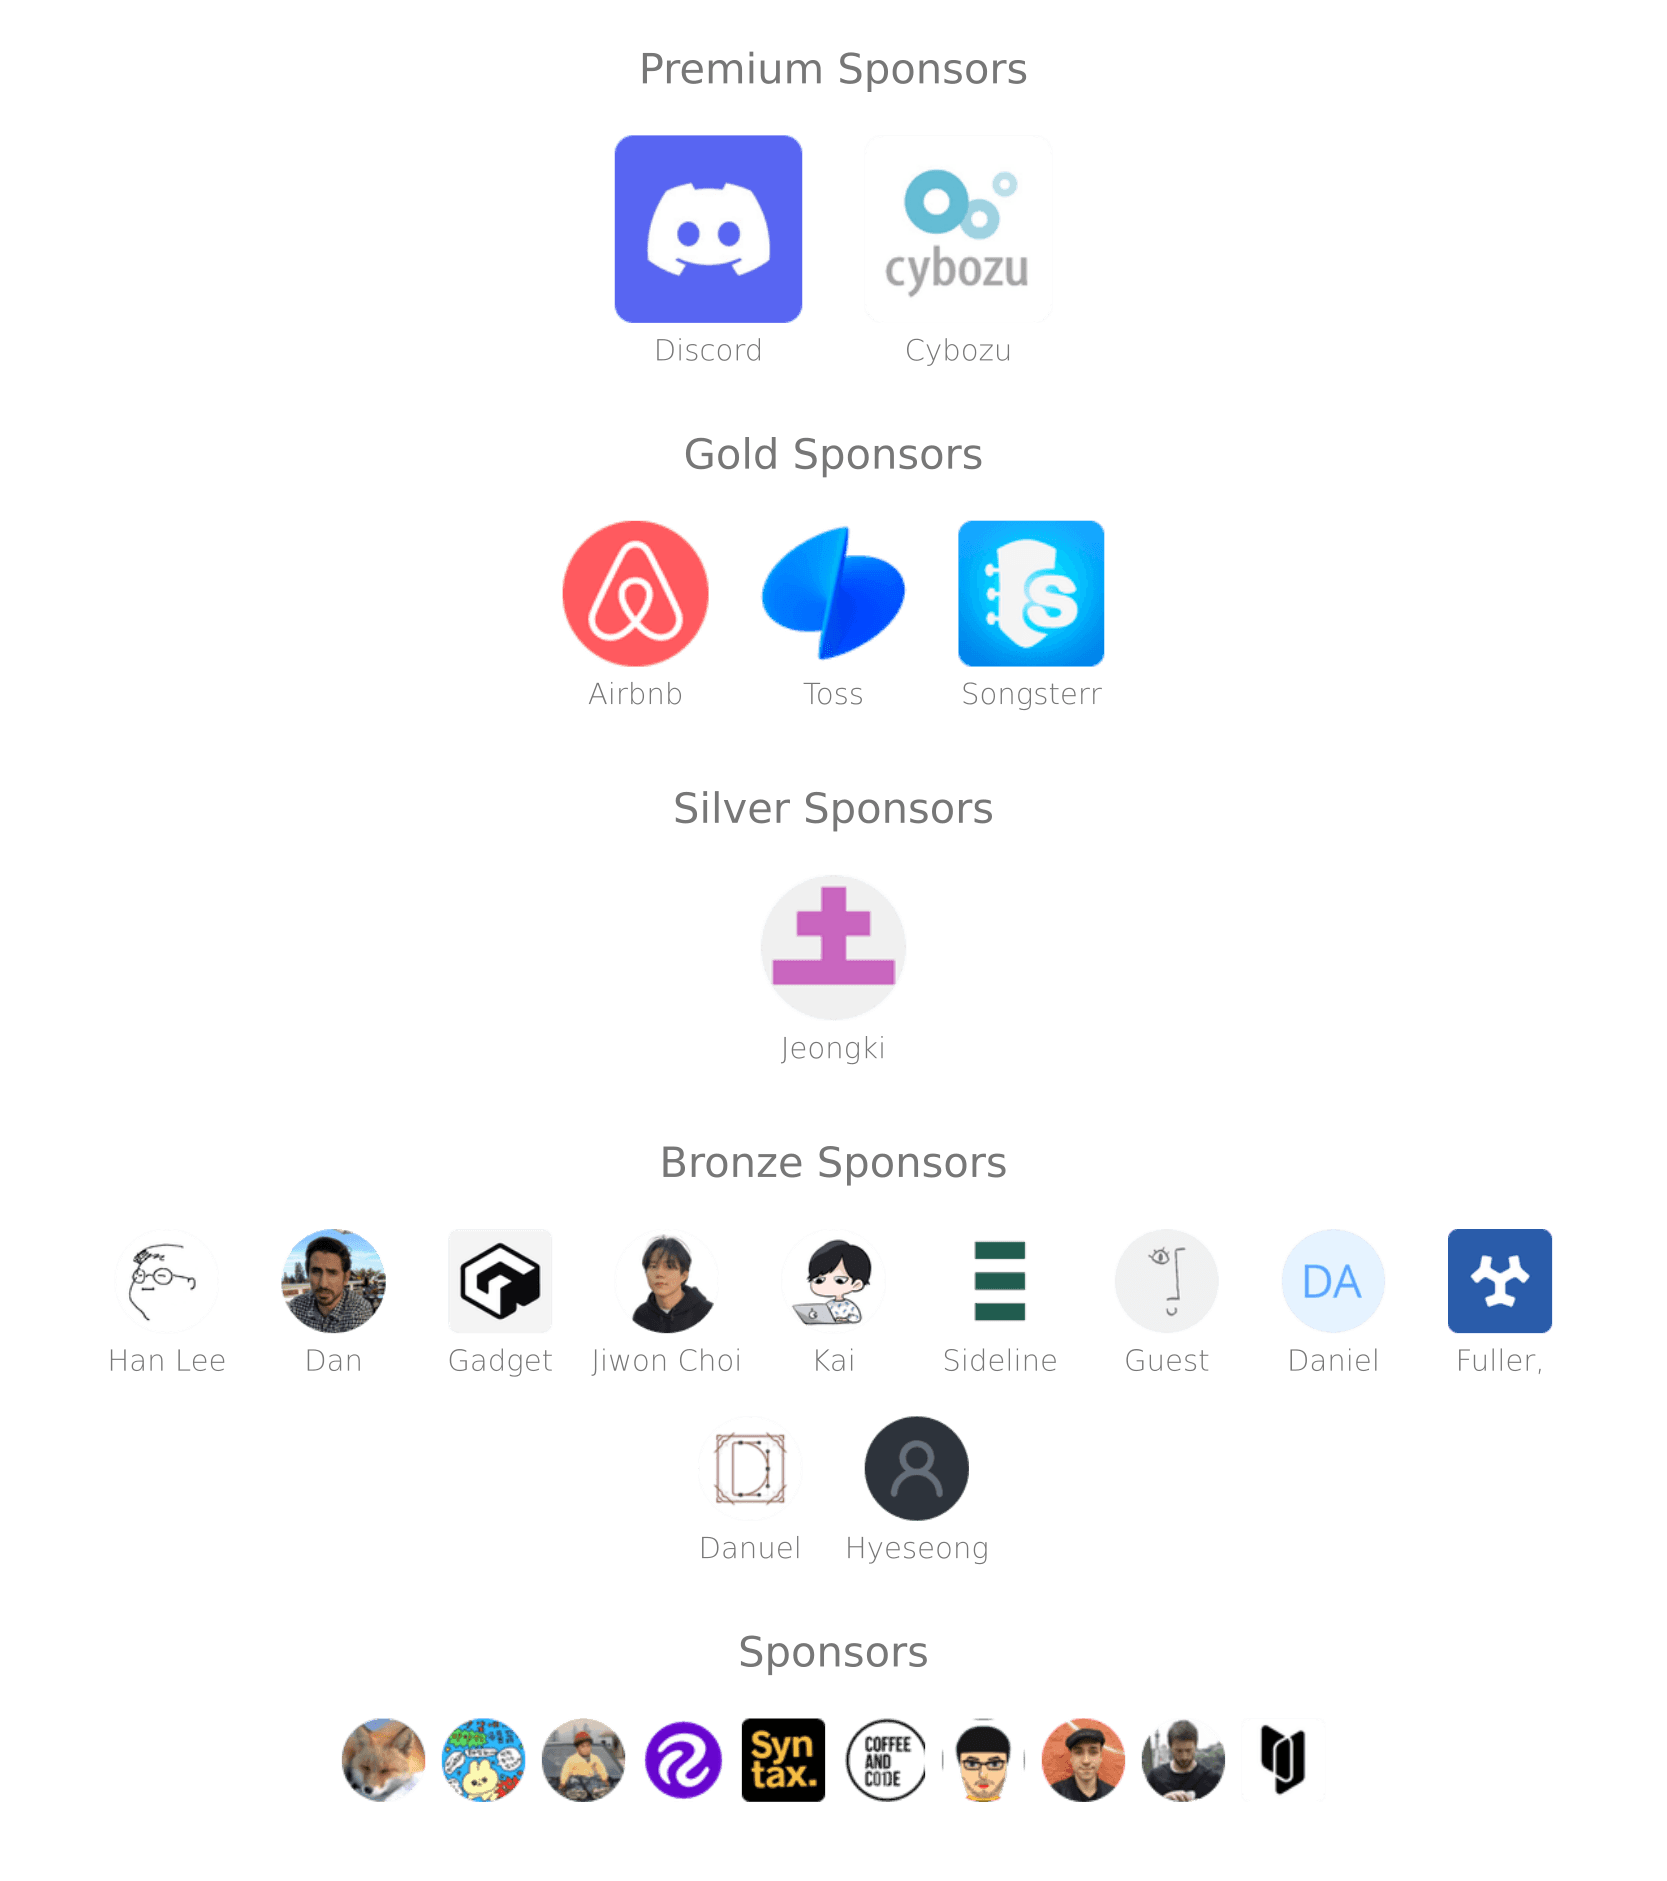 Premium Sponsors
cybozu
Discord
Cybozu
Gold Sponsors
S
Airbnb
Toss
Songsterr
Silver Sponsors
Jeongki
Bronze Sponsors
DA
Han Lee
Dan
Gadget
Jiwon Choi
Kai
Sideline
Guest
Daniel
Fuller,
D
Danuel
Hyeseong
Sponsors
Syn
tax.
COFFEE
AND
CODE